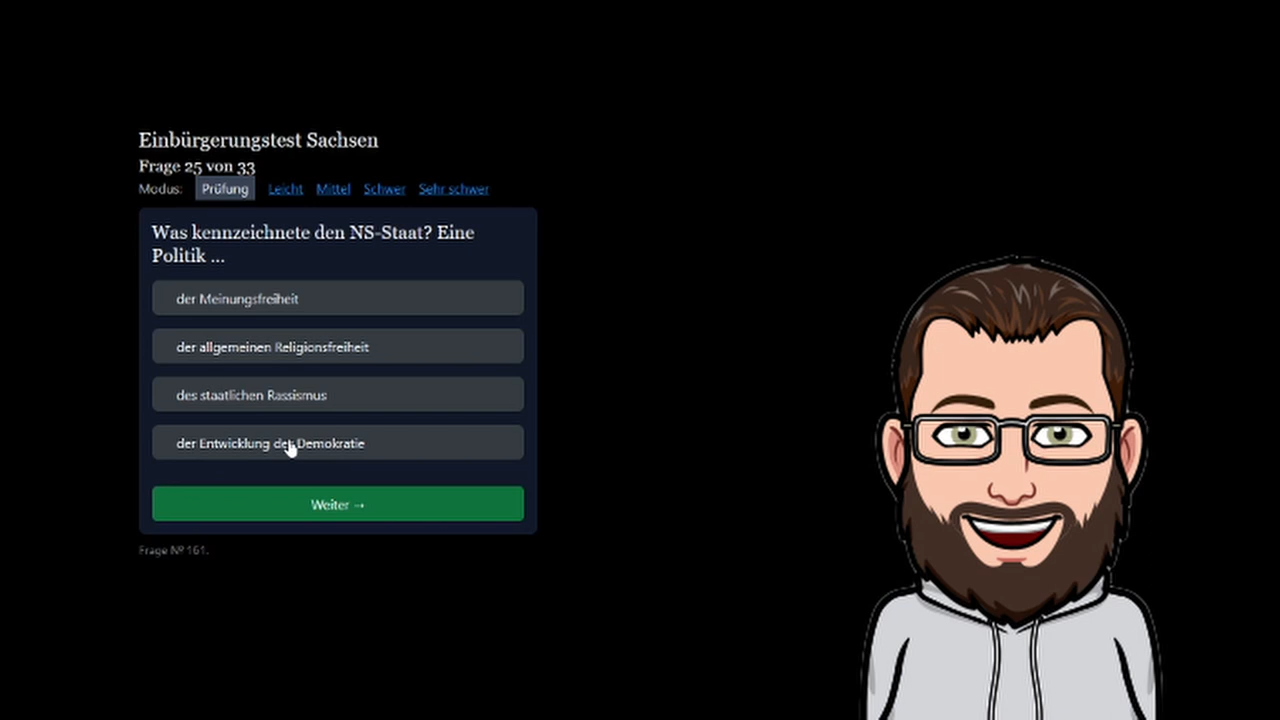 Einbürgerungstest Sachsen
Frage 25 von 33
Modus: Prüfung Leicht Mittel Schwer Sehr schwer
Was kennzeichnete den NS-Staat? Eine
Politik ...
der Meinungsfreiheit
der allgemeinen Religionsfreiheit
des staatlichen Rassismus
der Entwicklung der Demokratie
Weiter →
Frage № 161.